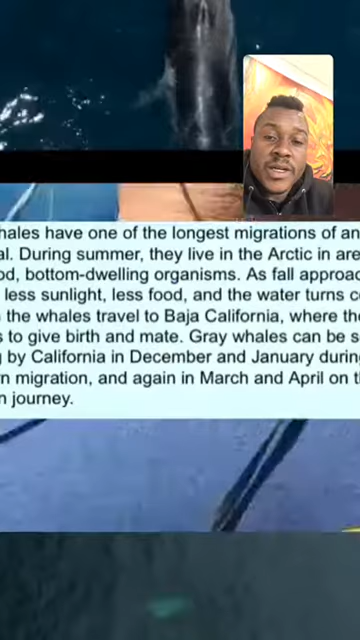 hales have one of the longest migrations of an
al. During summer, they live in the Arctic in are
od, bottom-dwelling organisms. As fall approac
less sunlight, less food, and the water turns c
the whales travel to Baja California, where the
s to give birth and mate. Gray whales can be s
g by California in December and January durin
rn migration, and again in March and April on t
n journey.